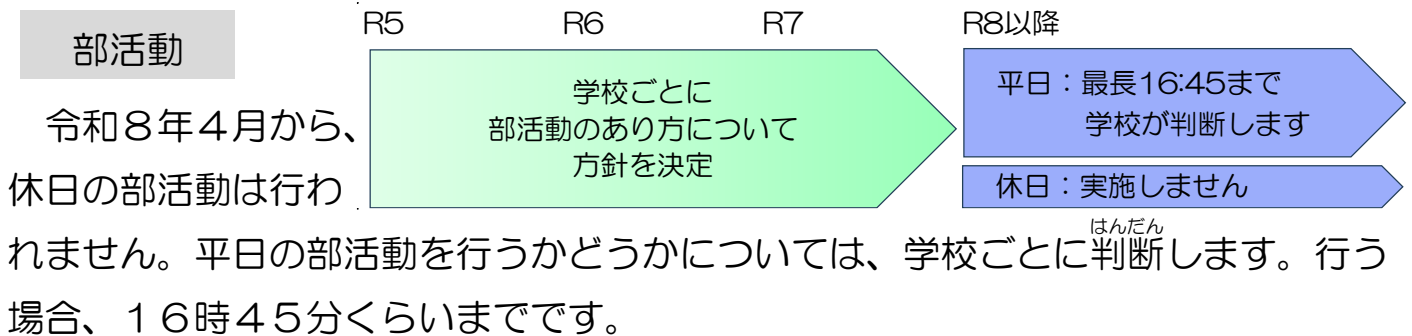 部活動
R5 R6 R7 R8以降
学校ごとに
部活動のあり方について
方針を決定
平日：最長16:45まで
学校が判断します
休日：実施しません
令和８年４月から、
休日の部活動は行わ
はんだん
れません。平日の部活動を行うかどうかについては、学校ごとに判断します。行う
場合、１６時４５分くらいまでです。